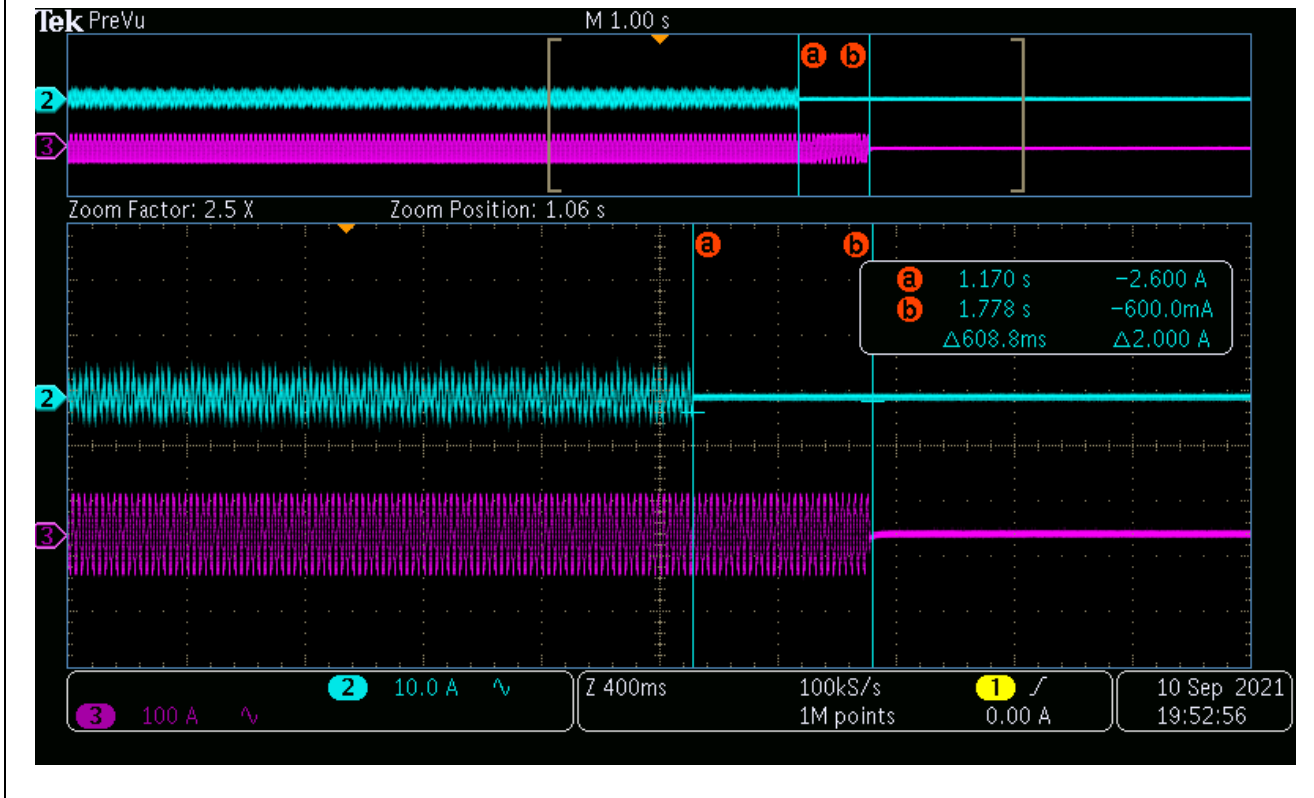 Tek PreVu M 1.00 s
a b
2
3
Zoom Factor: 2.5 X Zoom Position: 1.06 s
a b
a 1.170 s −2.600 A
b 1.778 s −600.0mA
△608.8ms △2.000 A
2
3
2 10.0 A Z 400ms 100kS/s 1 10 Sep 2021
3 100 A 1M points 0.00 A 19:52:56